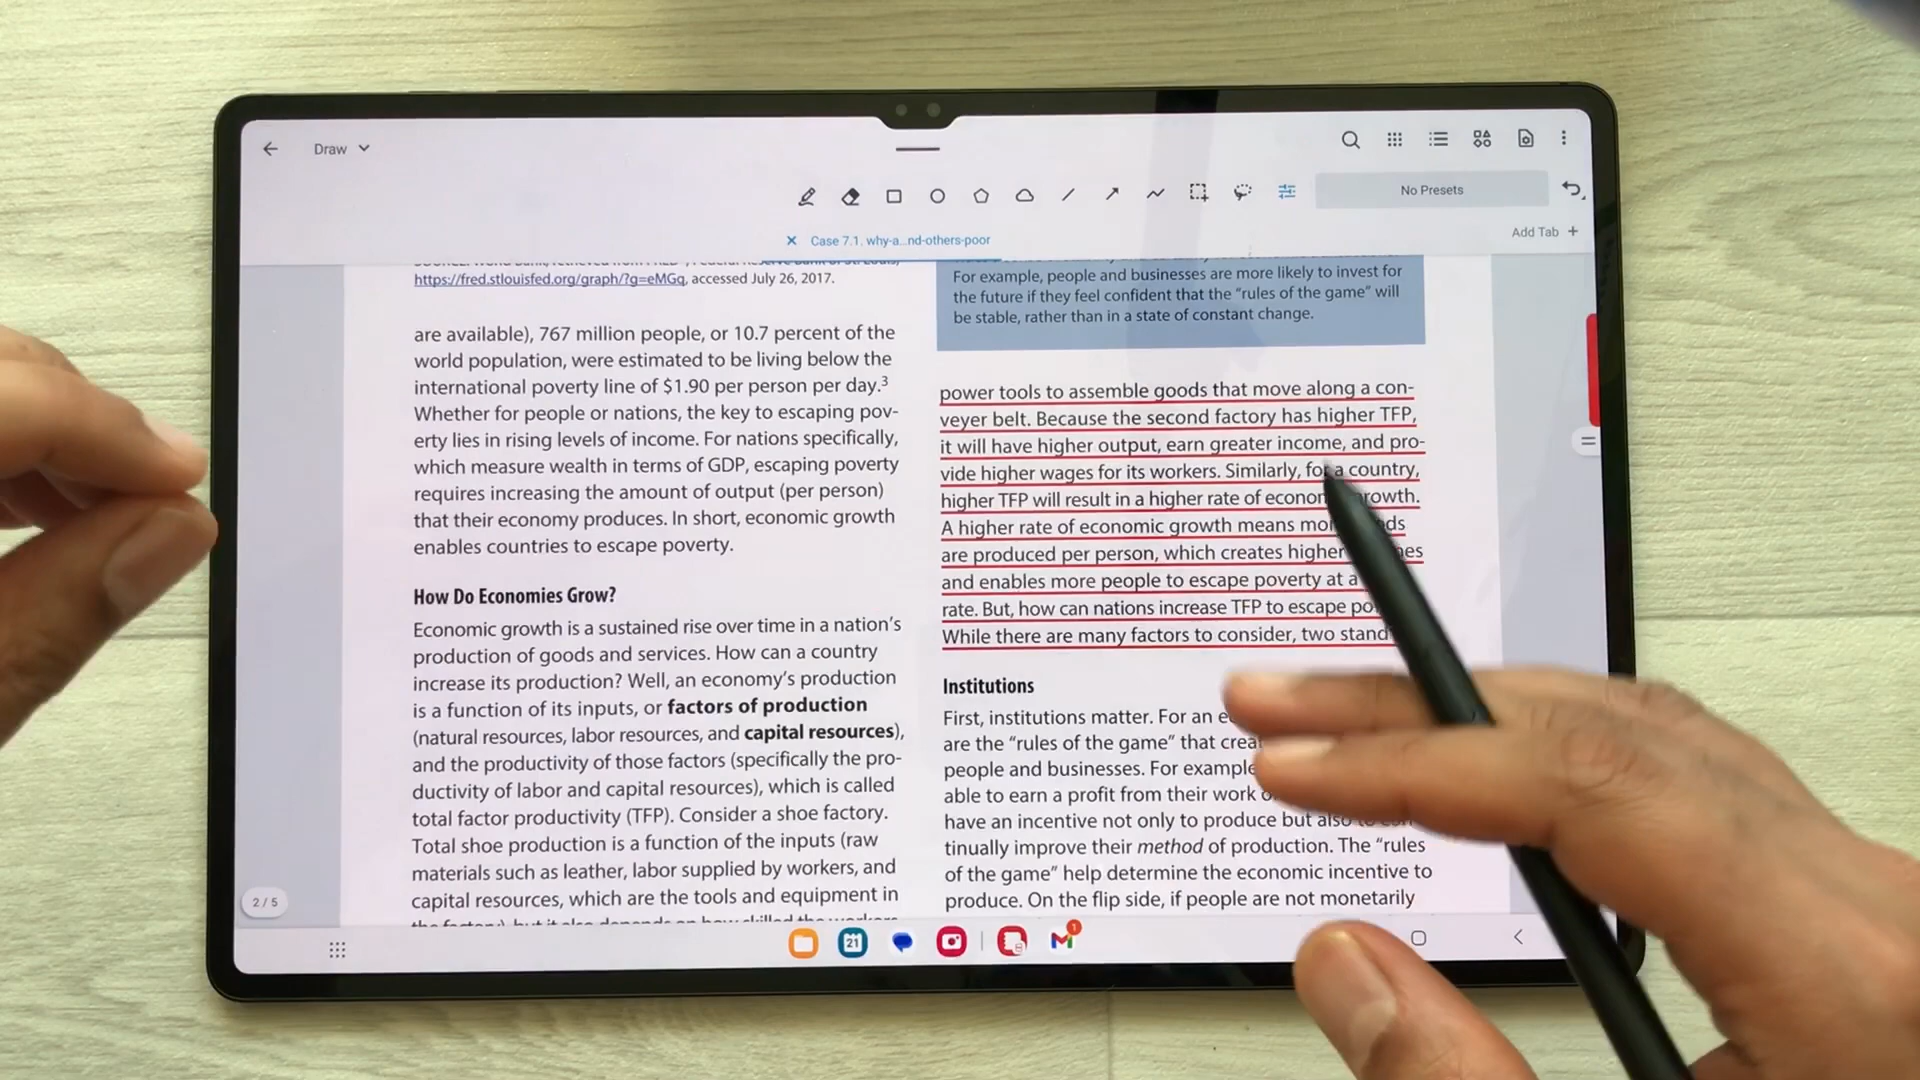 Draw
No Presets
Case 7.1. why-a...nd-others-poor
Add Tab +
https://fred.stlouisfed.org/graph/?g=eMGq, accessed July 26, 2017.
are available), 767 million people, or 10.7 percent of the
world population, were estimated to be living below the
international poverty line of $1.90 per person per day.3
Whether for people or nations, the key to escaping pov-
erty lies in rising levels of income. For nations specifically,
which measure wealth in terms of GDP, escaping poverty
requires increasing the amount of output (per person)
that their economy produces. In short, economic growth
enables countries to escape poverty.
How Do Economies Grow?
Economic growth is a sustained rise over time in a nation's
production of goods and services. How can a country
increase its production? Well, an economy's production
is a function of its inputs, or factors of production
(natural resources, labor resources, and capital resources),
and the productivity of those factors (specifically the pro-
ductivity of labor and capital resources), which is called
total factor productivity (TFP). Consider a shoe factory.
Total shoe production is a function of the inputs (raw
materials such as leather, labor supplied by workers, and
capital resources, which are the tools and equipment in
For example, people and businesses are more likely to invest for
the future if they feel confident that the "rules of the game" will
be stable, rather than in a state of constant change.
power tools to assemble goods that move along a con-
veyer belt. Because the second factory has higher TFP,
it will have higher output, earn greater income, and pro-
vide higher wages for its workers. Similarly, for a country,
higher TFP will result in a higher rate of economic growth.
A higher rate of economic growth means
are produced per person, which creates higher
and enables more people to escape poverty at a
rate. But, how can nations increase TFP to escape
While there are many factors to consider, two stand
Institutions
First, institutions matter. For an
are the "rules of the game" that
people and businesses. For example
able to earn a profit from their work
have an incentive not only to produce but also to con-
tinually improve their method of production. The "rules
of the game" help determine the economic incentive to
produce. On the flip side, if people are not monetarily
2 / 5
21
1